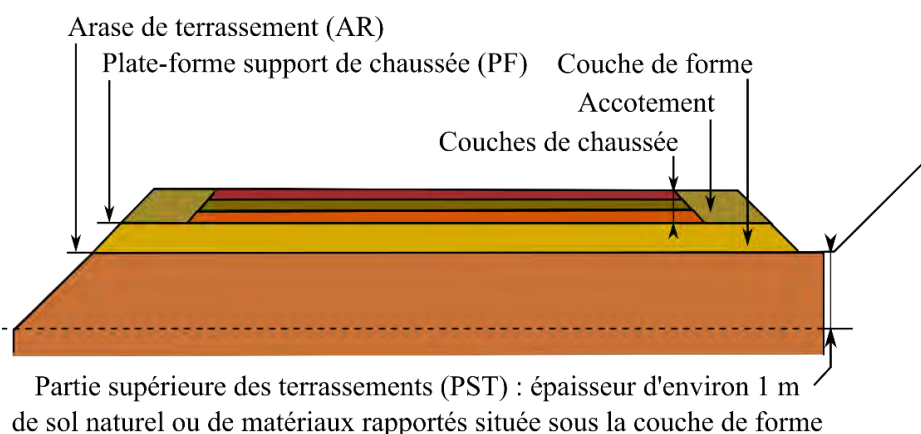 Arase de terrassement (AR)
Plate-forme support de chaussée (PF)
Couche de forme
Accotement
Couches de chaussée
Partie supérieure des terrassements (PST) : épaisseur d'environ 1 m
de sol naturel ou de matériaux rapportés située sous la couche de forme